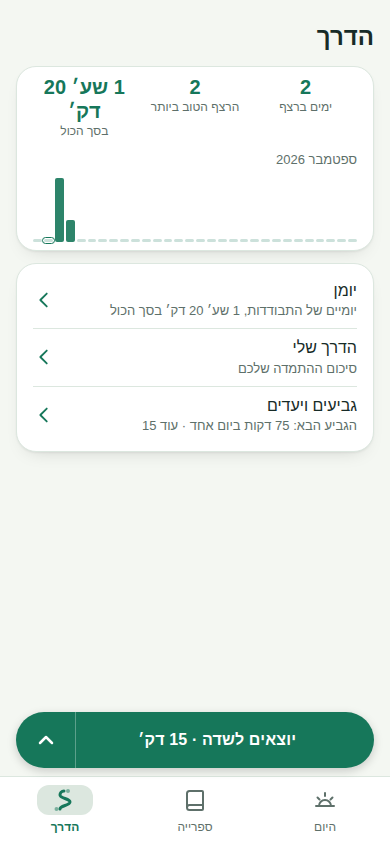 הדרך
2
ימים ברצף
2
הרצף הטוב ביותר
1 שע׳ 20
דק׳
בסך הכול
ספטמבר 2026
יומן
יומיים של התבודדות, 1 שע׳ 20 דק׳ בסך הכול
הדרך שלי
סיכום ההתמדה שלכם
גביעים ויעדים
הגביע הבא: 75 דקות ביום אחד · עוד 15
יוצאים לשדה · 15 דק׳
היום
ספרייה
הדרך